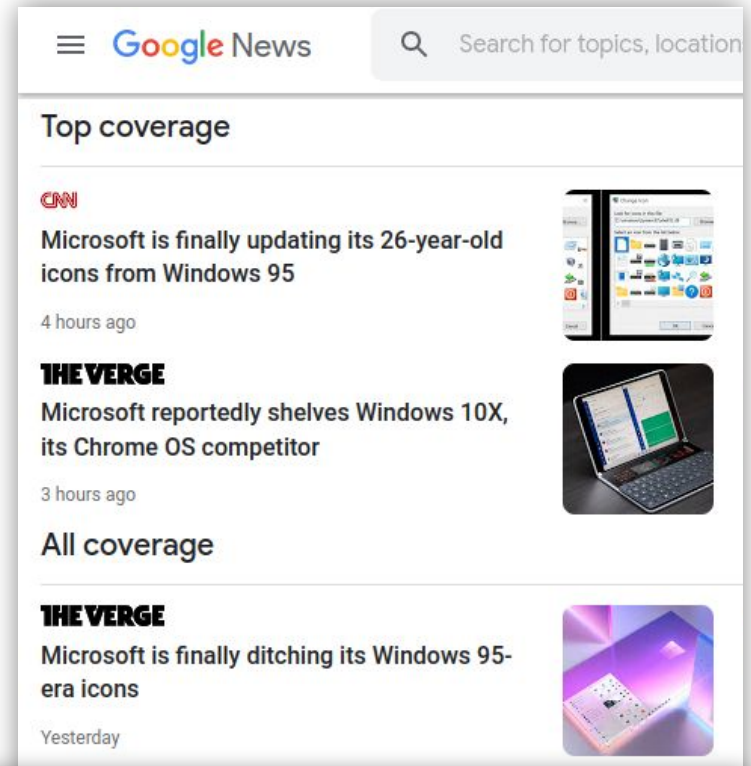 Google News
Search for topics, location
Top coverage
CNN
Microsoft is finally updating its 26-year-old
icons from Windows 95
4 hours ago
THE VERGE
Microsoft reportedly shelves Windows 10X,
its Chrome OS competitor
3 hours ago
All coverage
THE VERGE
Microsoft is finally ditching its Windows 95-
era icons
Yesterday